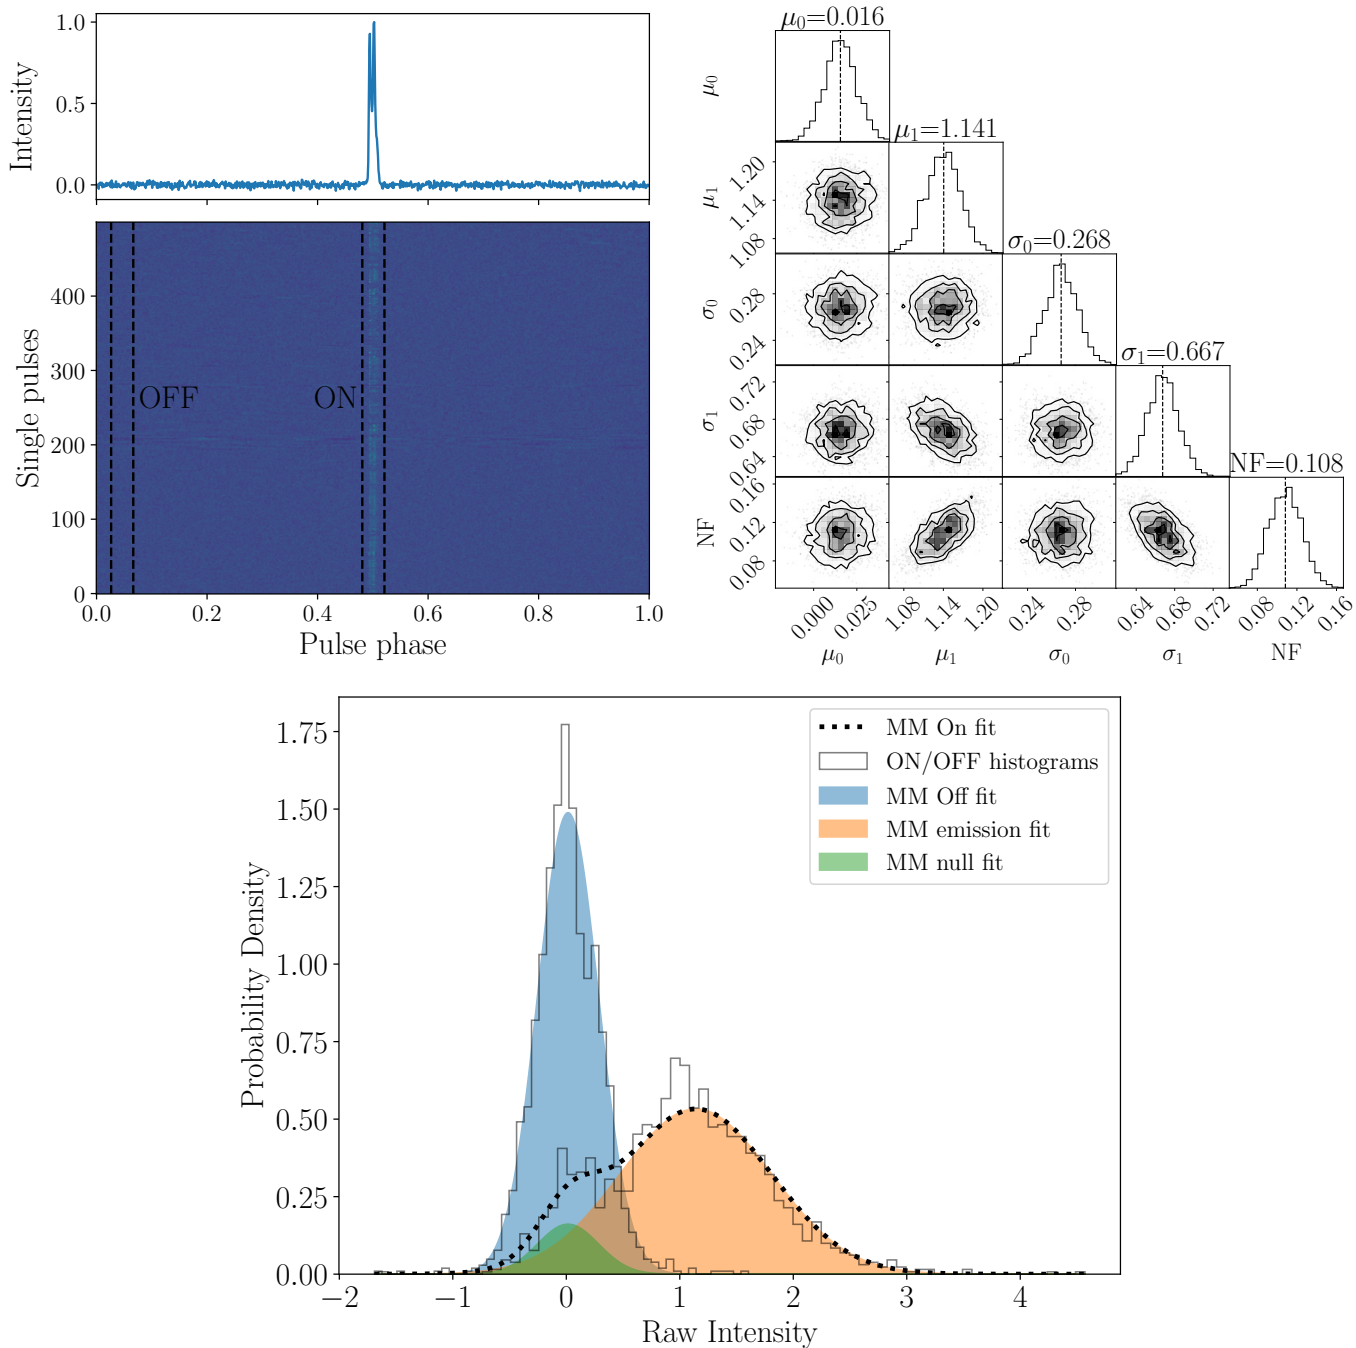 1.0
0.5
0.0
Intensity
400
300
200
100
0
Single pulses
OFF
ON
0.0 0.2 0.4 0.6 0.8 1.0
Pulse phase
μ₀=0.016
μ₀
μ₁=1.141
1.20
1.14
1.08
μ₁
σ₀=0.268
0.28
0.24
σ₀
σ₁=0.667
0.72
0.68
0.64
σ₁
NF=0.108
0.16
0.12
0.08
NF
0.000 0.025 1.08 1.14 1.20 0.24 0.28 0.64 0.68 0.72 0.08 0.12 0.16
μ₀ μ₁ σ₀ σ₁ NF
1.75
1.50
1.25
1.00
0.75
0.50
0.25
0.00
Probability Density
MM On fit
ON/OFF histograms
MM Off fit
MM emission fit
MM null fit
−2 −1 0 1 2 3 4
Raw Intensity